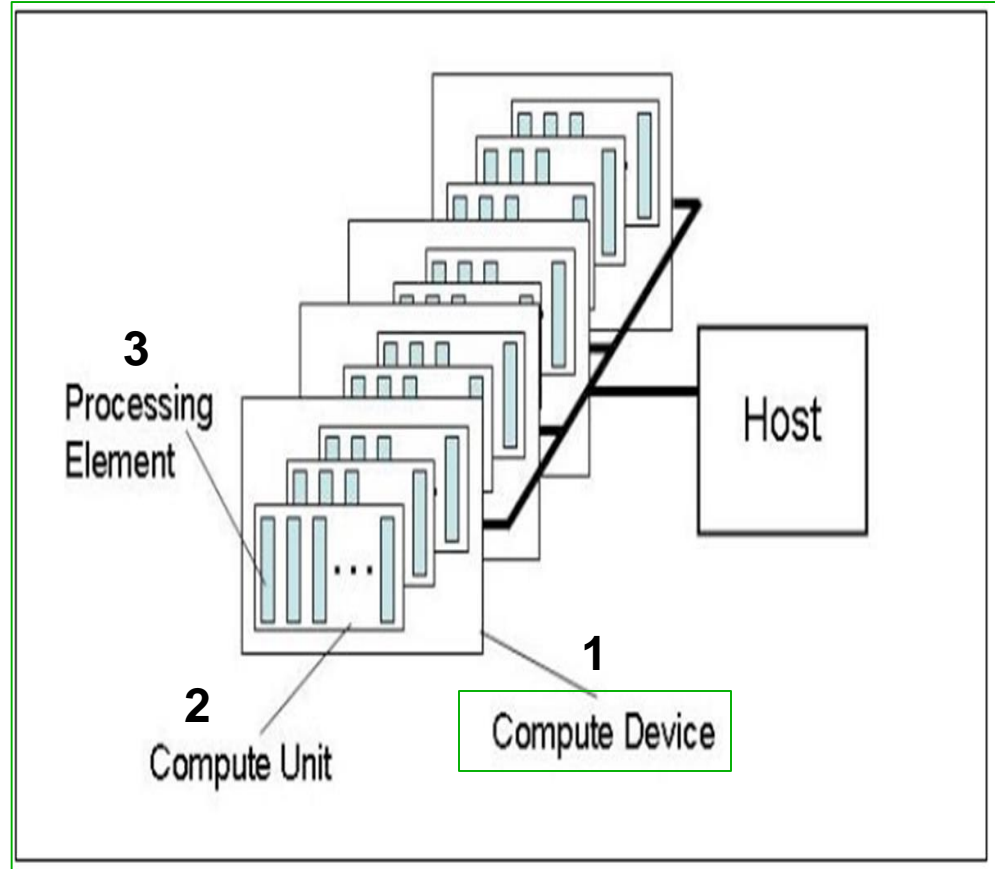 3
Processing
Element
Host
1
Compute Device
2
Compute Unit